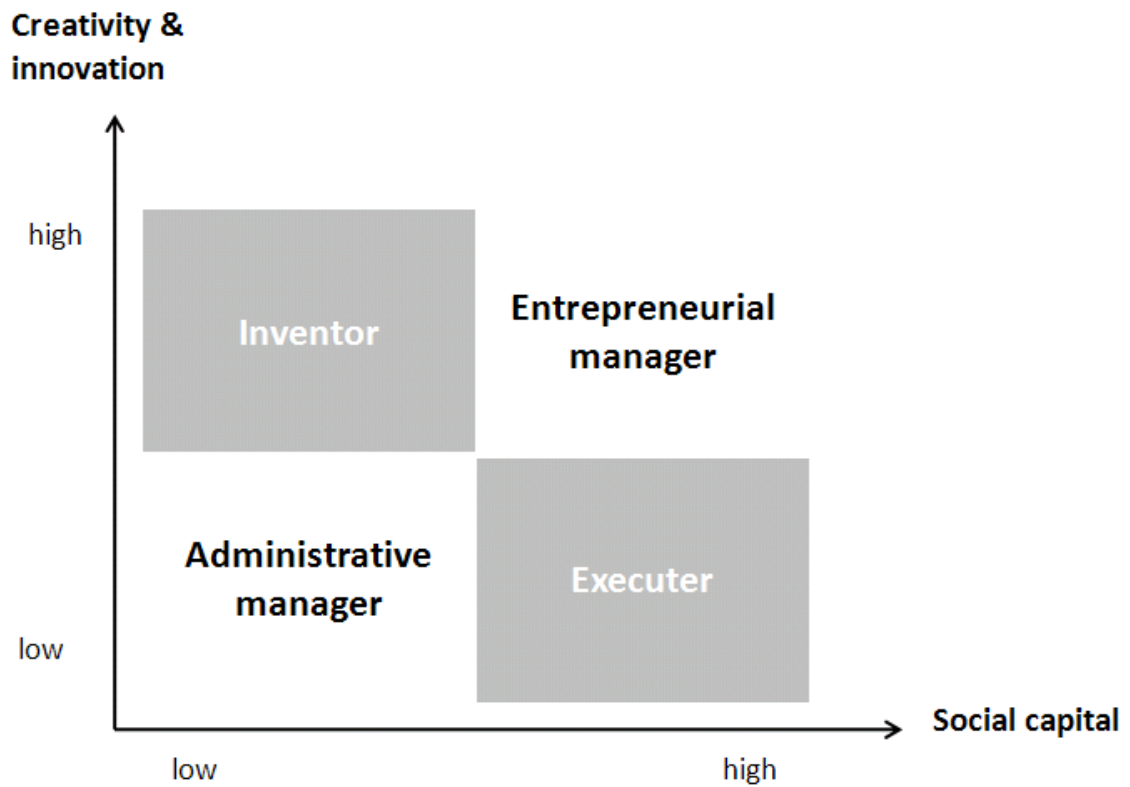 Creativity &
innovation
high
Inventor
Entrepreneurial
manager
Administrative
manager
Executer
low
Social capital
low
high